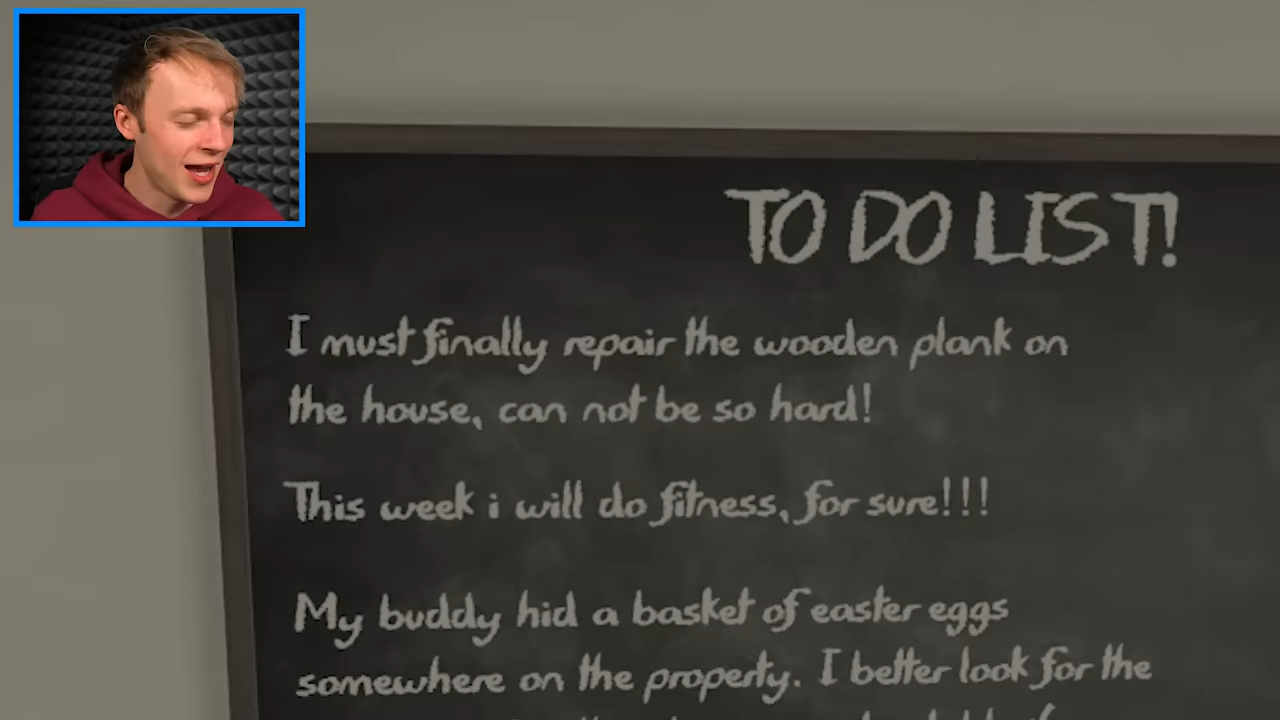 TO DO LIST!
I must finally repair the wooden plank on
the house, can not be so hard!
This week i will do fitness, for sure!!!
My buddy hid a basket of easter eggs
somewhere on the property. I better look for the